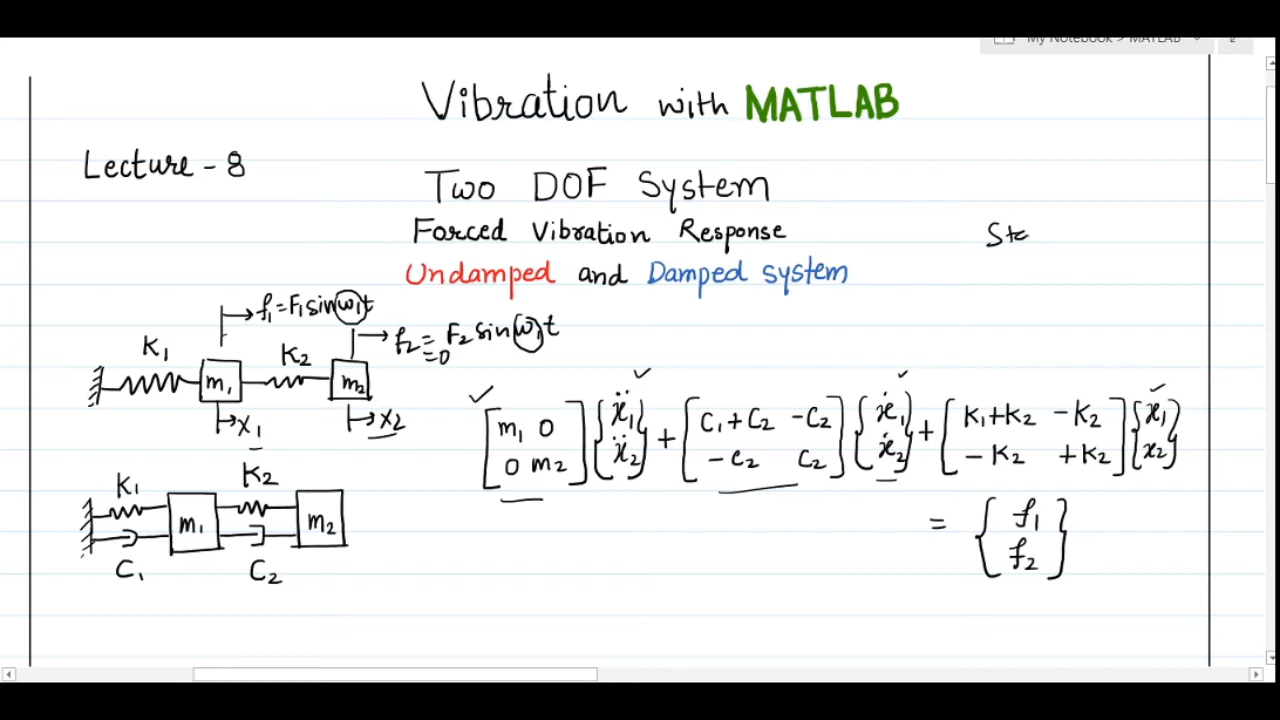 My Notebook > MATLAB
2
Vibration with MATLAB
Lecture - 8
Two DOF System
Forced Vibration Response
Ste
Undamped and Damped system
f₁ = F₁ sin ω₁t
f₂ = F₂ sin ω₁t
= 0
K₁ m₁ K₂ m₂
x₁ x₂
[m₁ 0; 0 m₂] {ẍ₁; ẍ₂} + [C₁+C₂ -C₂; -C₂ C₂] {ẋ₁; ẋ₂} + [K₁+K₂ -K₂; -K₂ +K₂] {x₁; x₂}
= {f₁; f₂}
K₁ K₂
m₁ m₂
C₁ C₂